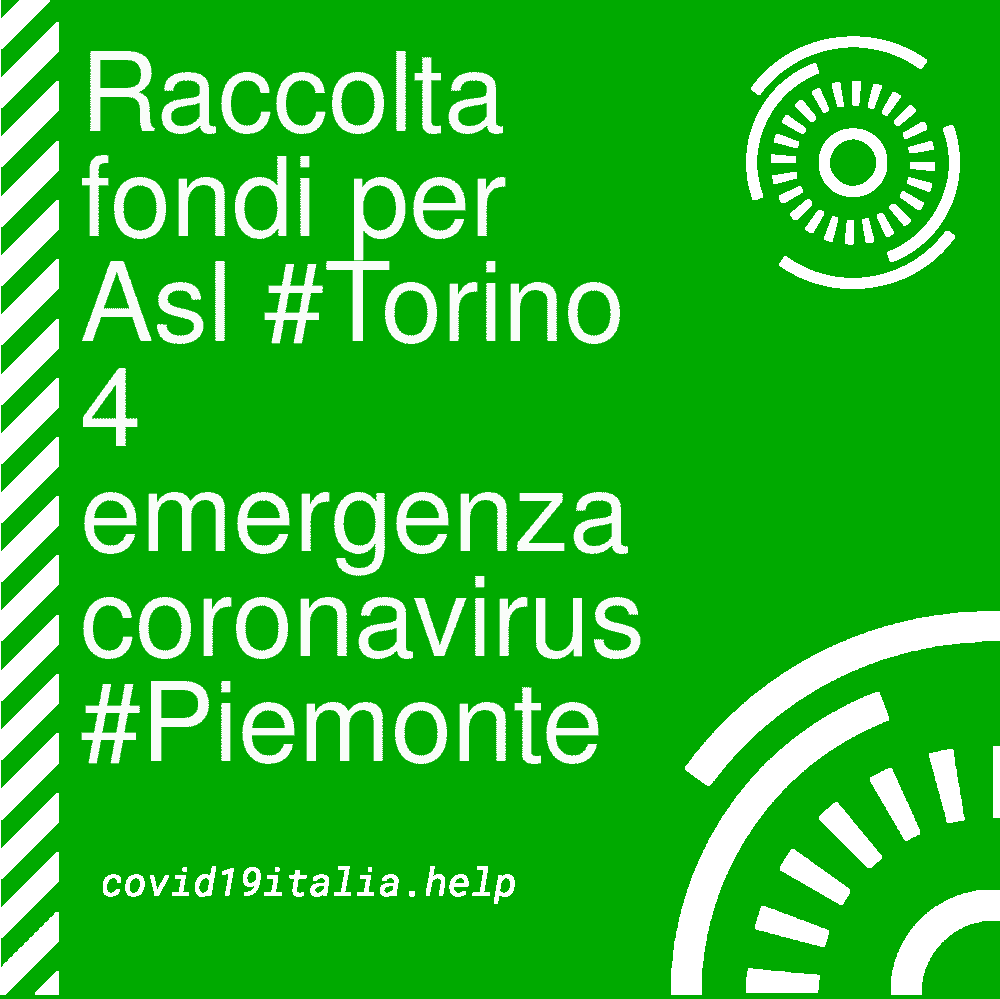 Raccolta
fondi per
Asl #Torino
4
emergenza
coronavirus
#Piemonte
covid19italia.help